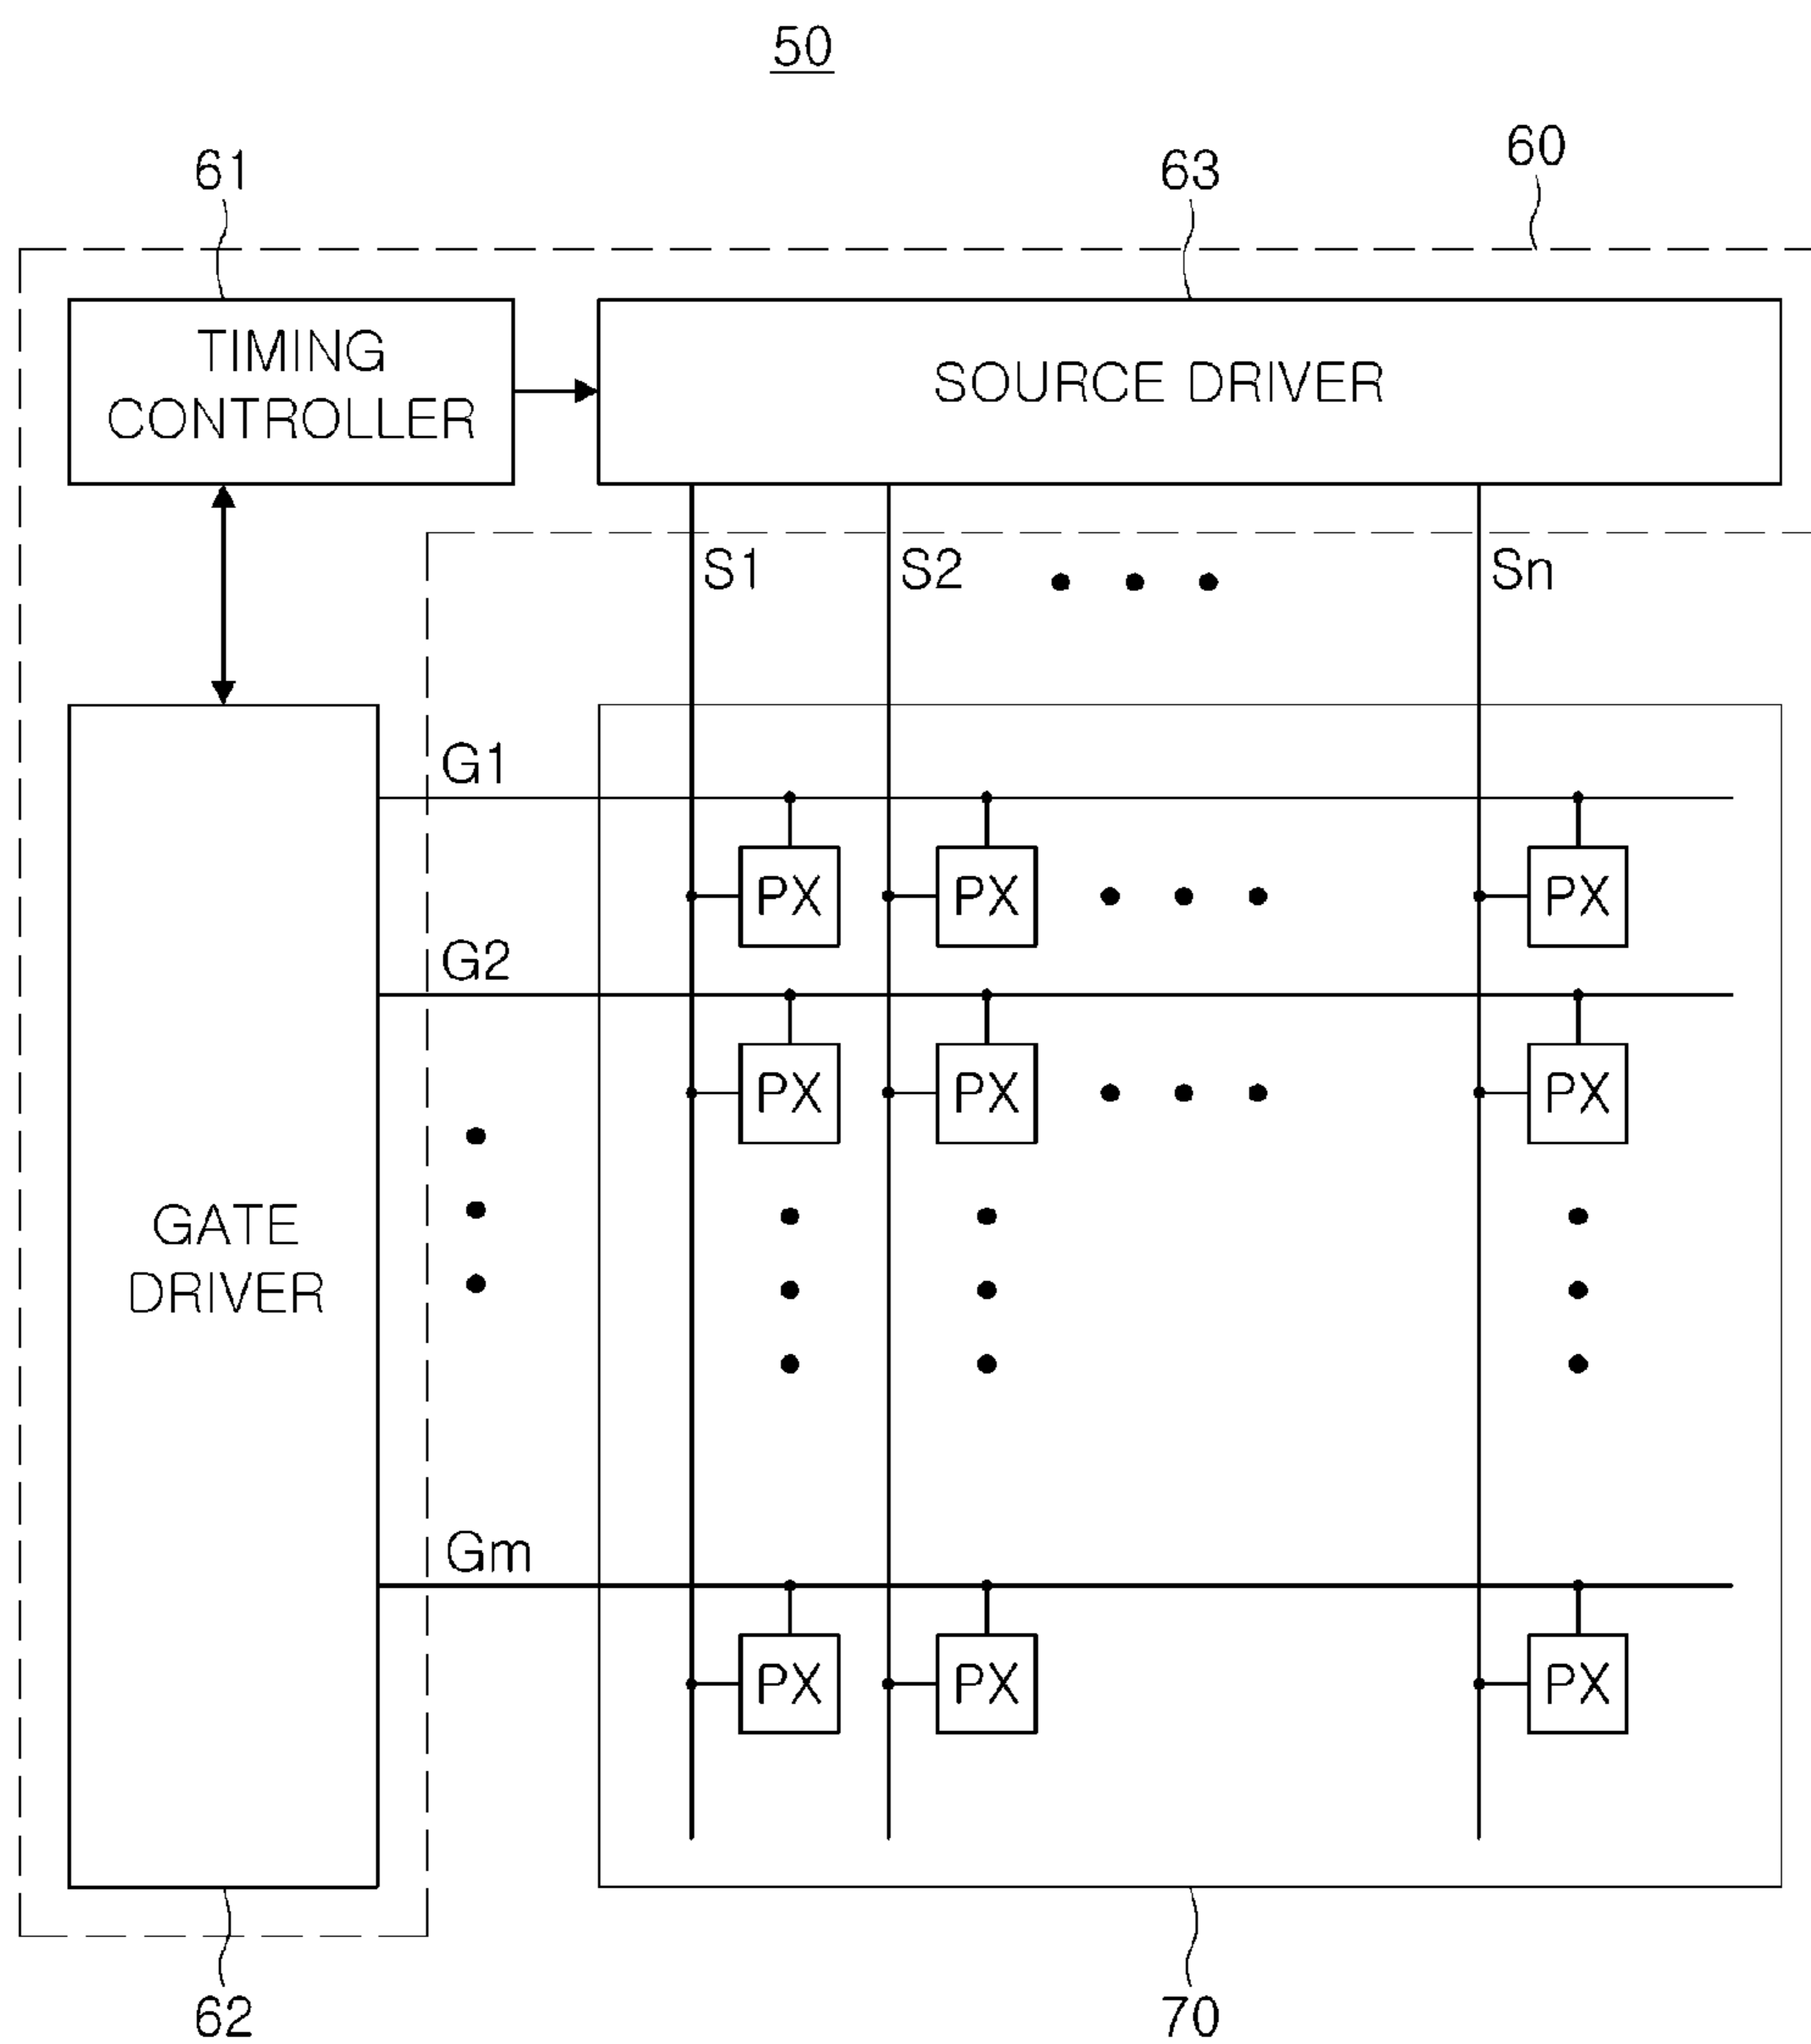 50
60
61
63
TIMING
CONTROLLER
SOURCE DRIVER
S1
S2
Sn
G1
PX
PX
PX
G2
PX
PX
PX
GATE
DRIVER
Gm
PX
PX
PX
62
70